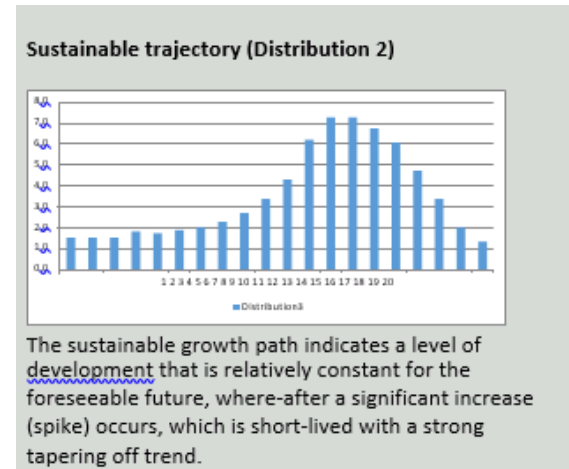 Sustainable trajectory (Distribution 2)
8.0
7.0
6.0
5.0
4.0
3.0
2.0
1.0
0.0
1 2 3 4 5 6 7 8 9 10 11 12 13 14 15 16 17 18 19 20
Distribution3
The sustainable growth path indicates a level of
development that is relatively constant for the
foreseeable future, where-after a significant increase
(spike) occurs, which is short-lived with a strong
tapering off trend.